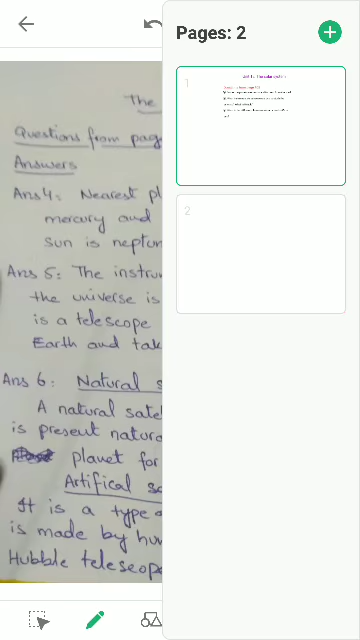 Pages: 2
The
Questions from pag
Answers
Ans 4: Nearest pl
mercury and
sun is neptun
Ans 5: The instru
the universe is
is a telescope
Earth and tak
Ans 6: Natural s
A natural sate
is present natura
planet for
Artifical sa
It is a type o
is made by hu
Hubble telescope
1
2